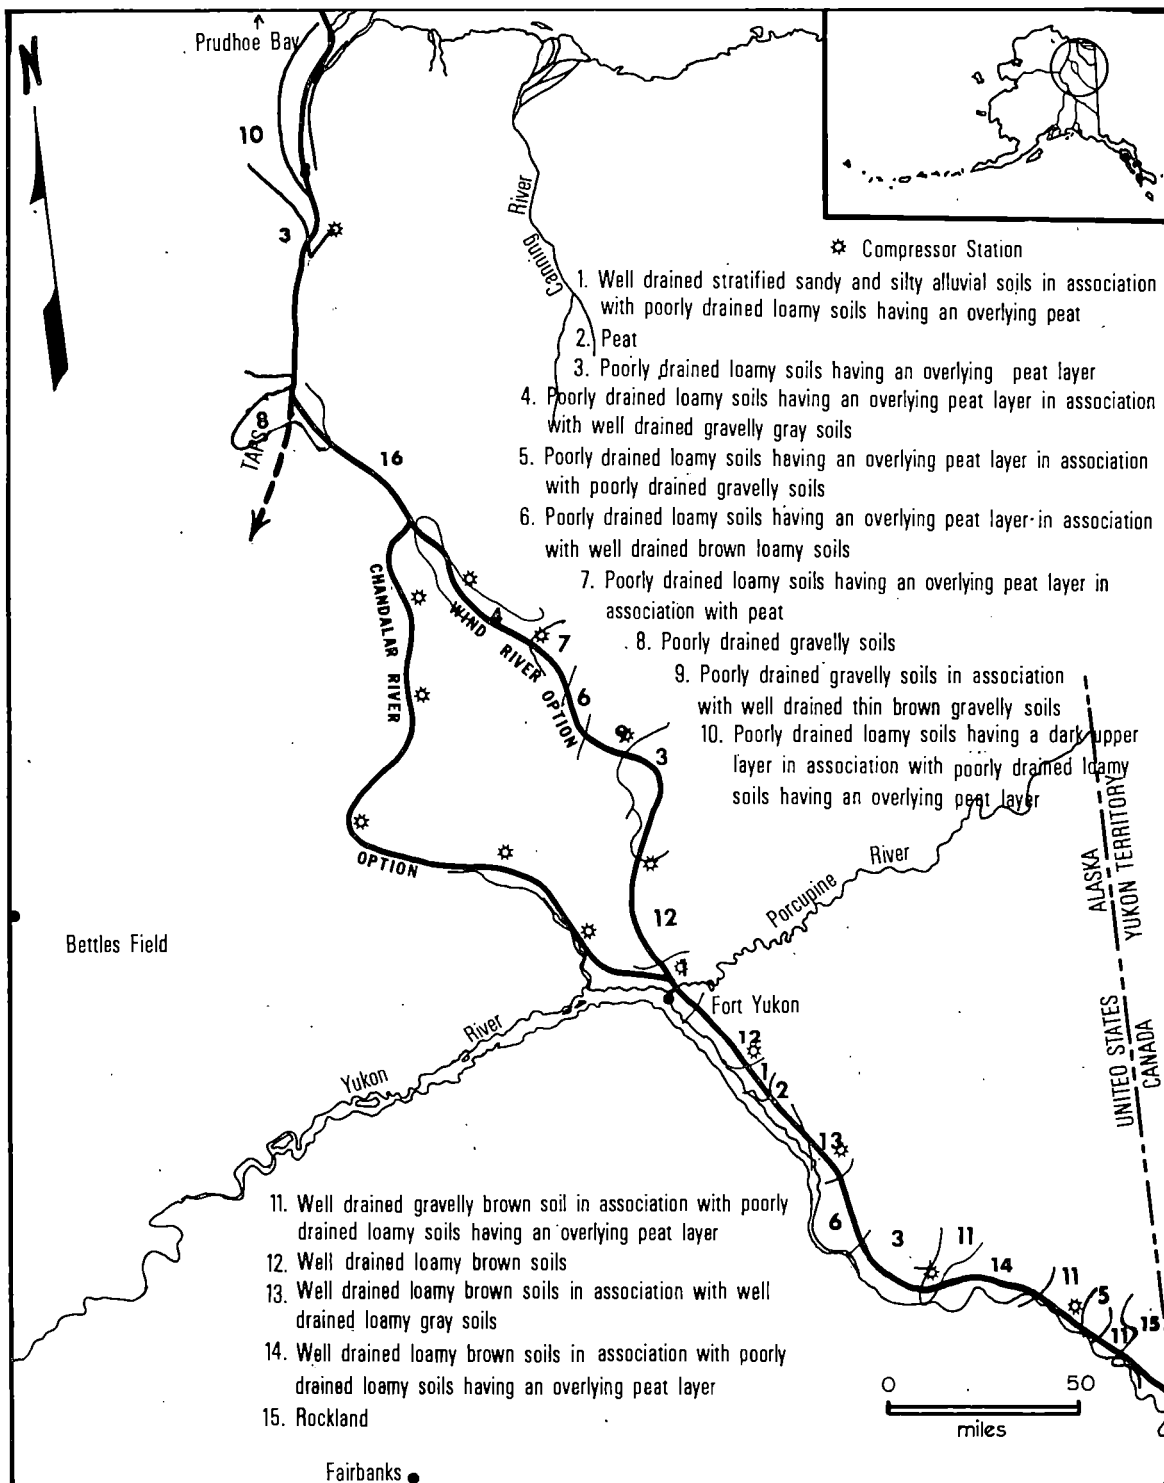 Prudhoe Bay
N
10
3
River
Canning
Compressor Station
1. Well drained stratified sandy and silty alluvial soils in association
with poorly drained loamy soils having an overlying peat
2. Peat
3. Poorly drained loamy soils having an overlying peat layer
4. Poorly drained loamy soils having an overlying peat layer in association
with well drained gravelly gray soils
5. Poorly drained loamy soils having an overlying peat layer in association
with poorly drained gravelly soils
6. Poorly drained loamy soils having an overlying peat layer in association
with well drained brown loamy soils
7. Poorly drained loamy soils having an overlying peat layer in
association with peat
8. Poorly drained gravelly soils
9. Poorly drained gravelly soils in association
with well drained thin brown gravelly soils
10. Poorly drained loamy soils having a dark upper
layer in association with poorly drained loamy
soils having an overlying peat layer
8
TAPS
16
CHANDALAR RIVER
OPTION
WIND RIVER OPTION
4
7
6
9
3
12
1
Porcupine River
ALASKA
YUKON TERRITORY
UNITED STATES
CANADA
Bettles Field
Fort Yukon
Yukon River
12
1
2
13
6
3
11
14
11
5
11
15
1
11. Well drained gravelly brown soil in association with poorly
drained loamy soils having an overlying peat layer
12. Well drained loamy brown soils
13. Well drained loamy brown soils in association with well
drained loamy gray soils
14. Well drained loamy brown soils in association with poorly
drained loamy soils having an overlying peat layer
15. Rockland
0 50
miles
Fairbanks